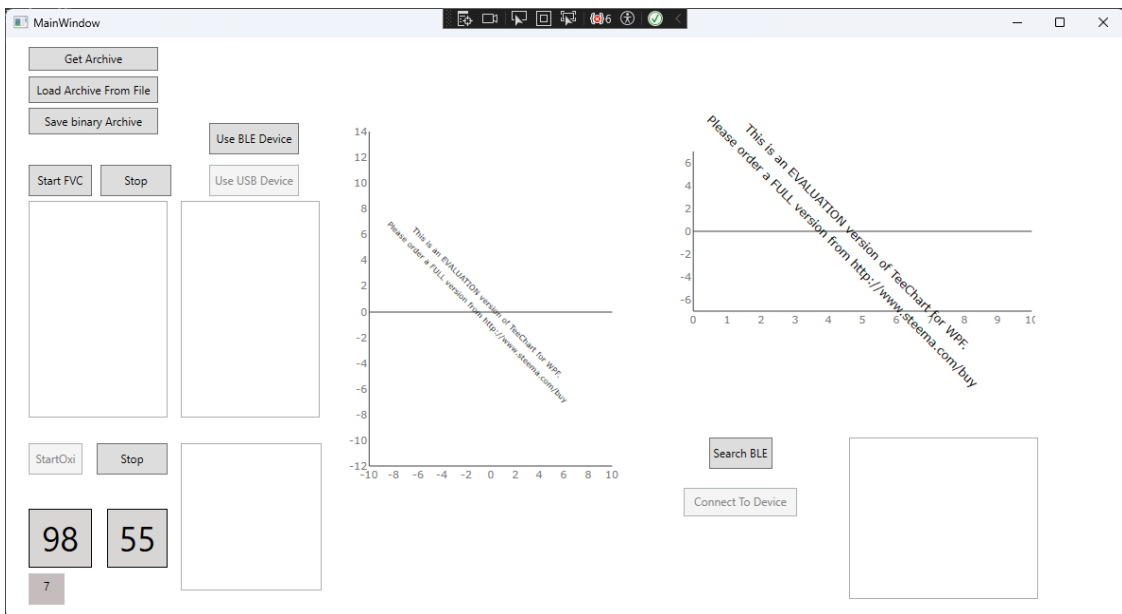 MainWindow
6
Get Archive
Load Archive From File
Save binary Archive
Use BLE Device
Start FVC
Stop
Use USB Device
14
12
10
8
6
4
2
0
-2
-4
-6
-8
-10
-12
-10 -8 -6 -4 -2 0 2 4 6 8 10
This is an EVALUATION version of TeeChart for WPF.
Please order a FULL version from http://www.steema.com/buy
6
4
2
0
-2
-4
-6
0 1 2 3 4 5 6 7 8 9 10
This is an EVALUATION version of TeeChart for WPF.
Please order a FULL version from http://www.steema.com/buy
StartOxi
Stop
Search BLE
Connect To Device
98
55
7